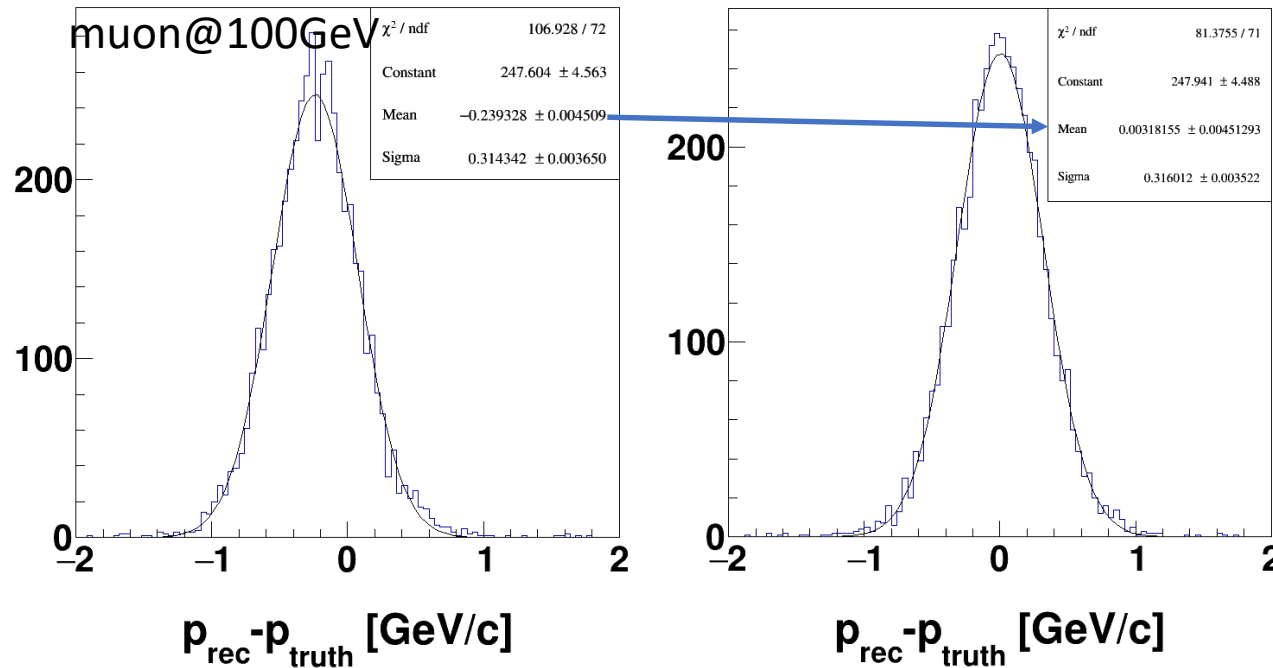 muon@100GeV
χ² / ndf 106.928 / 72
Constant 247.604 ± 4.563
Mean −0.239328 ± 0.004509
Sigma 0.314342 ± 0.003650
200
100
0
−2 −1 0 1 2
p_rec-p_truth [GeV/c]
χ² / ndf 81.3755 / 71
Constant 247.941 ± 4.488
Mean 0.00318155 ± 0.00451293
Sigma 0.316012 ± 0.003522
200
100
0
−2 −1 0 1 2
p_rec-p_truth [GeV/c]